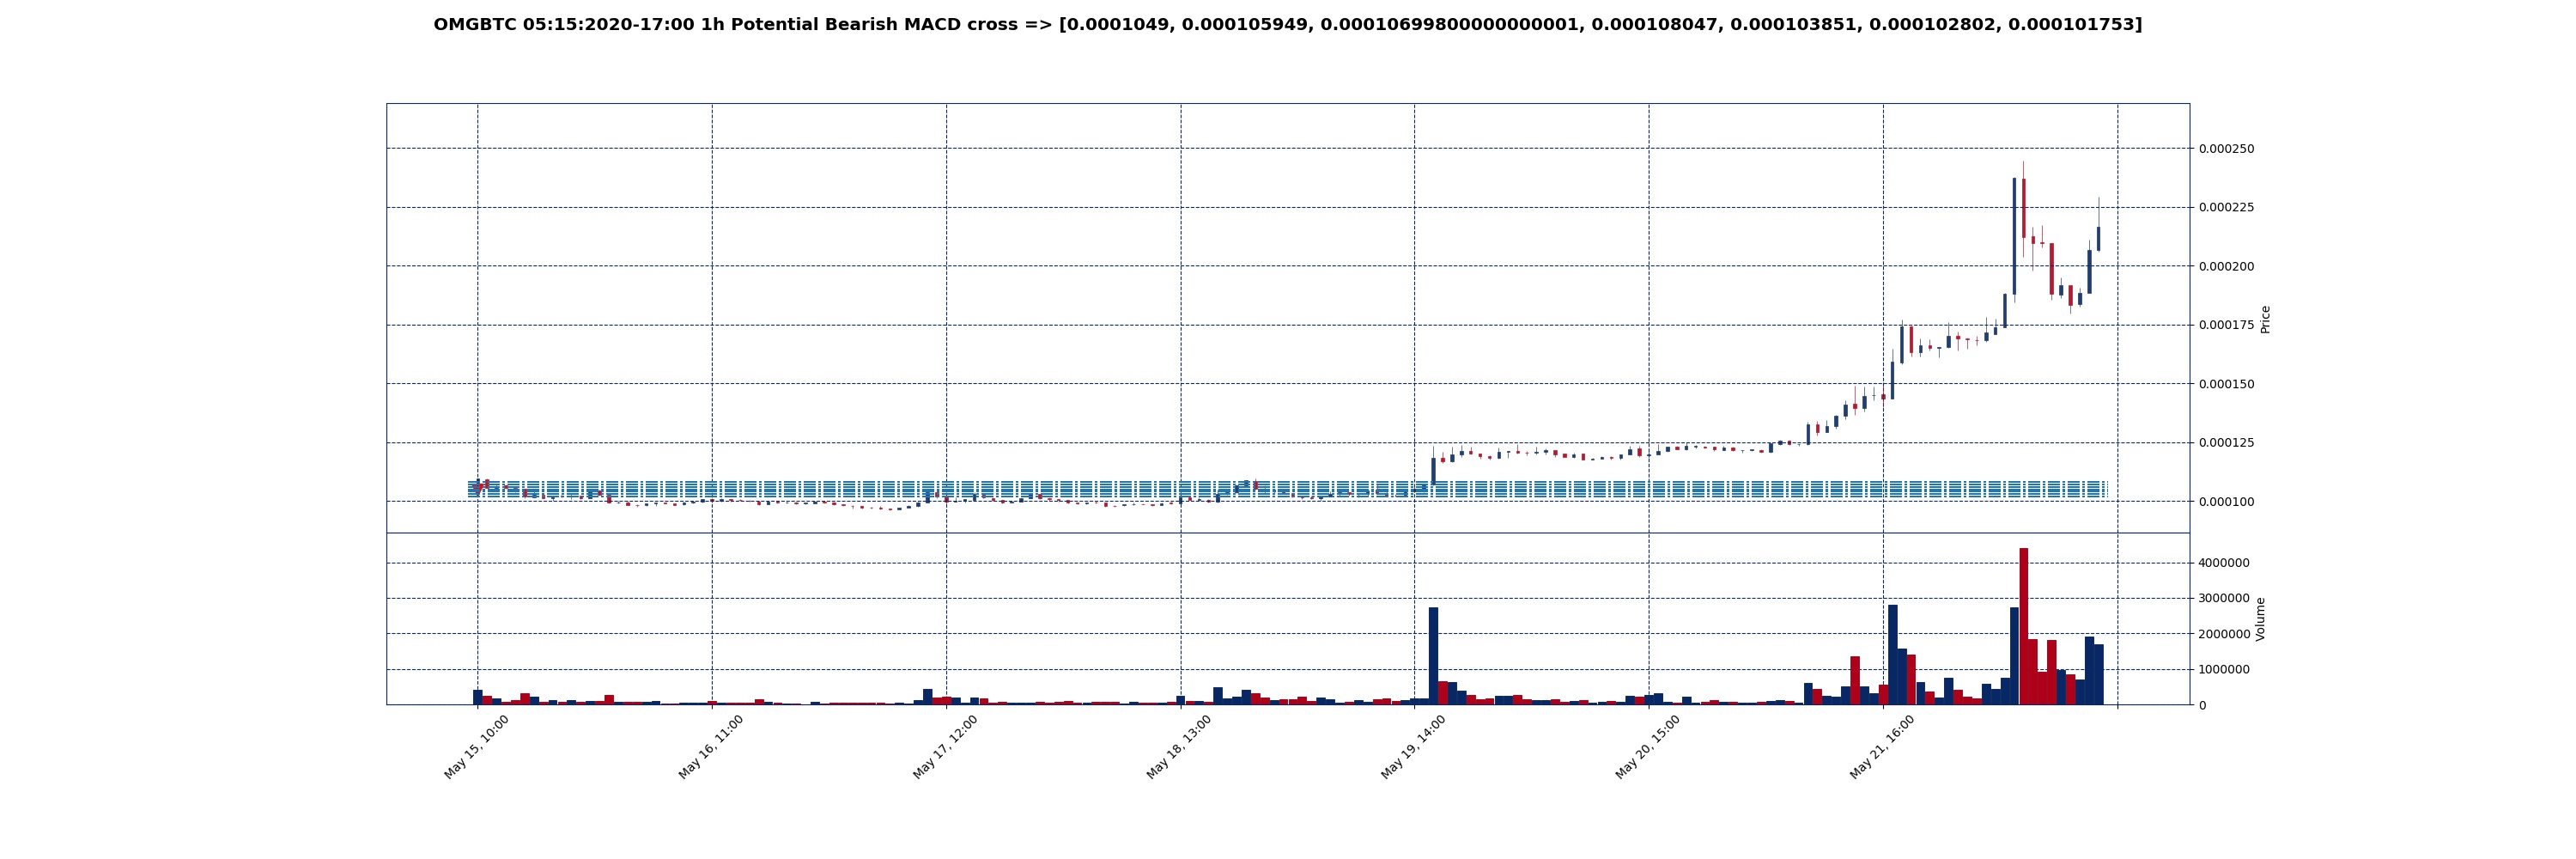 OMGBTC 05:15:2020-17:00 1h Potential Bearish MACD cross => [0.0001049, 0.000105949, 0.00010699800000000001, 0.000108047, 0.000103851, 0.000102802, 0.000101753]
0.000250
0.000225
0.000200
0.000175
0.000150
0.000125
0.000100
Price
4000000
3000000
2000000
1000000
0
Volume
May 15, 10:00
May 16, 11:00
May 17, 12:00
May 18, 13:00
May 19, 14:00
May 20, 15:00
May 21, 16:00